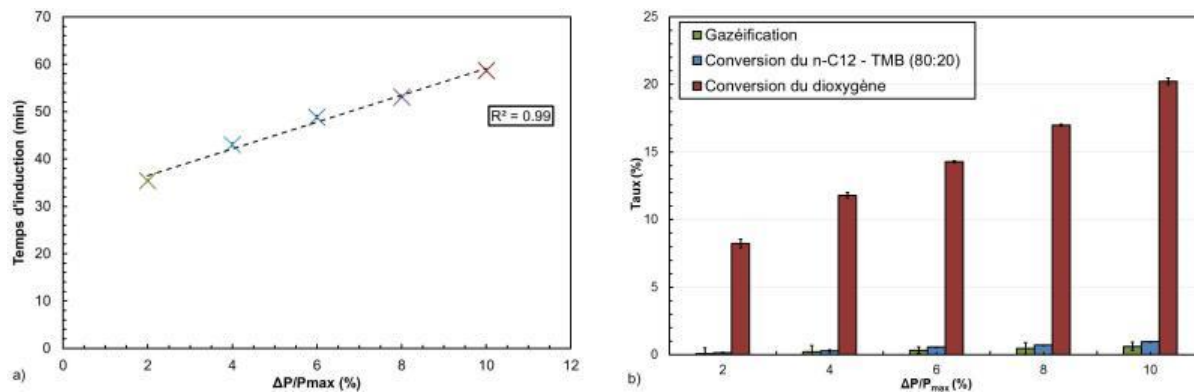 70
60
50
40
30
20
10
0
Temps d'induction (min)
R² = 0.99
0 2 4 6 8 10 12
ΔP/Pmax (%)
a)
25
20
15
10
5
0
Taux (%)
Gazéification
Conversion du n-C12 - TMB (80:20)
Conversion du dioxygène
2 4 6 8 10
ΔP/Pmax (%)
b)